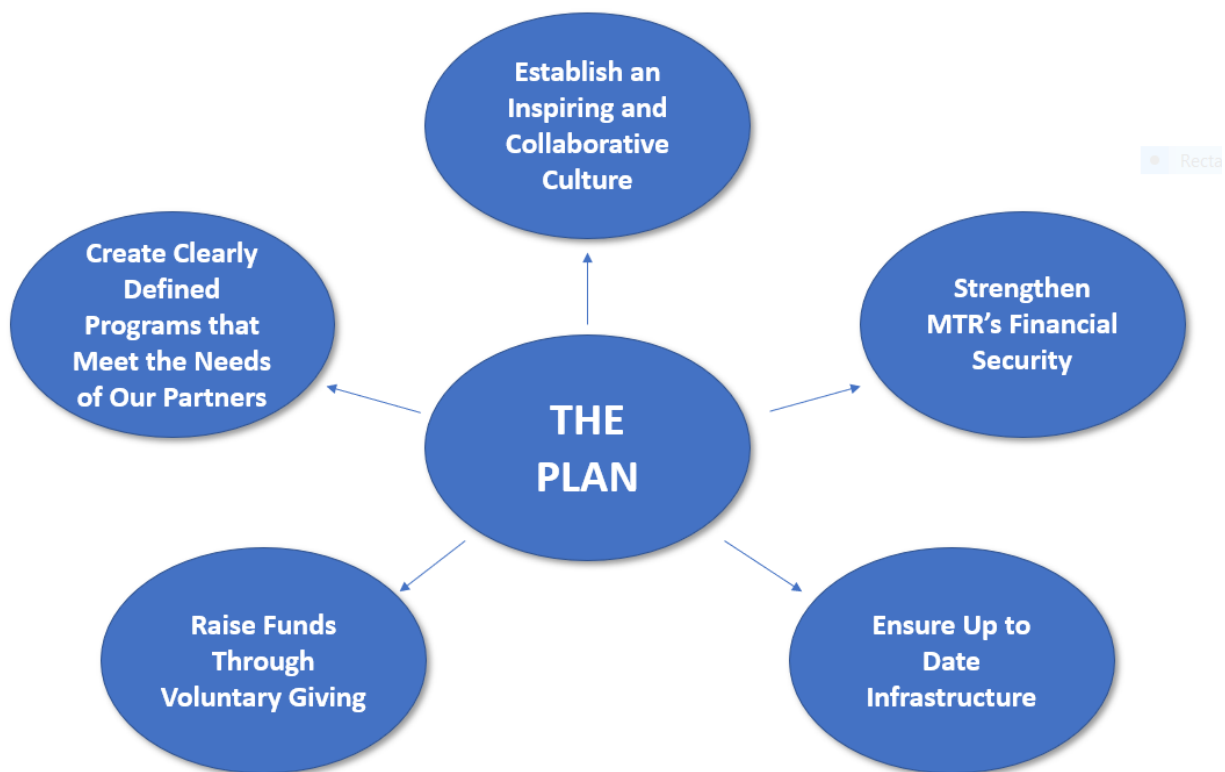 Establish an
Inspiring and
Collaborative
Culture
Create Clearly
Defined
Programs that
Meet the Needs
of Our Partners
Strengthen
MTR’s Financial
Security
THE
PLAN
Raise Funds
Through
Voluntary Giving
Ensure Up to
Date
Infrastructure